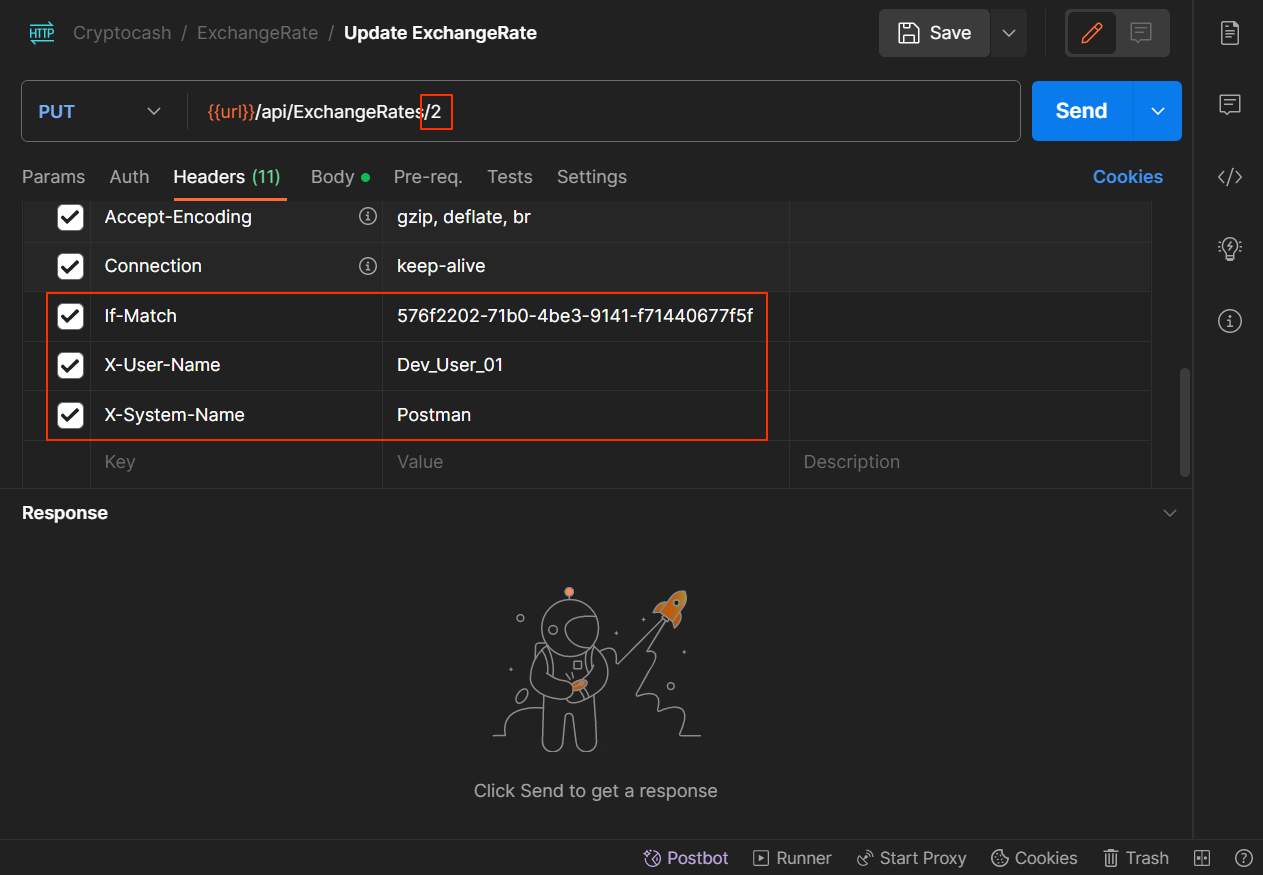 HTTP Cryptocash / ExchangeRate / Update ExchangeRate Save
PUT {{url}}/api/ExchangeRates/2 Send
Params Auth Headers (11) Body Pre-req. Tests Settings Cookies
Accept-Encoding gzip, deflate, br
Connection keep-alive
If-Match 576f2202-71b0-4be3-9141-f71440677f5f
X-User-Name Dev_User_01
X-System-Name Postman
Key Value Description
Response
Click Send to get a response
Postbot Runner Start Proxy Cookies Trash